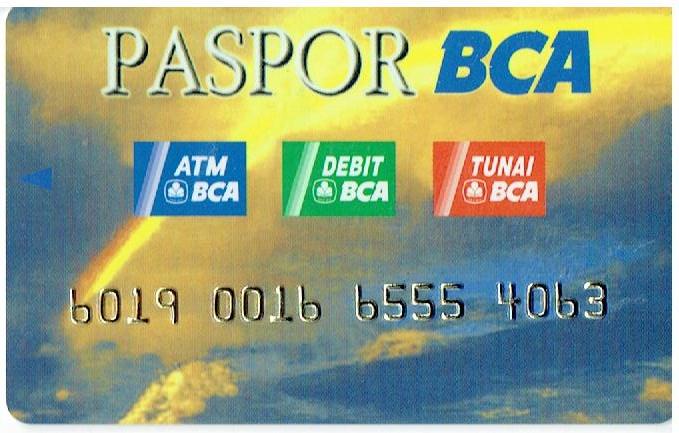 PASPOR BCA
ATM BCA
DEBIT BCA
TUNAI BCA
6019 0016 6555 4063